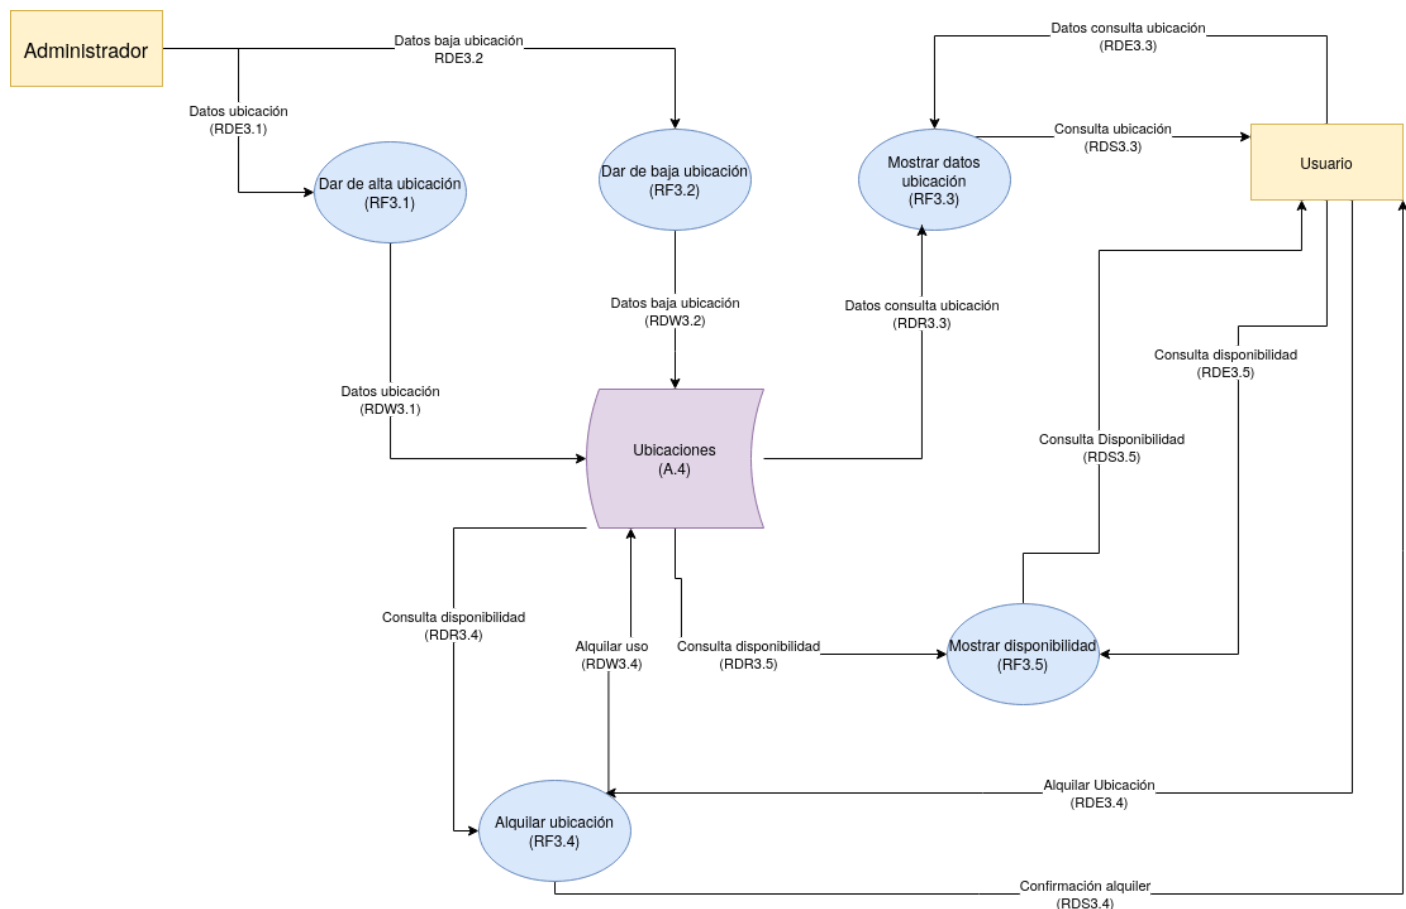 Administrador
Datos baja ubicación
RDE3.2
Datos consulta ubicación
(RDE3.3)
Datos ubicación
(RDE3.1)
Consulta ubicación
(RDS3.3)
Usuario
Dar de alta ubicación
(RF3.1)
Dar de baja ubicación
(RF3.2)
Mostrar datos
ubicación
(RF3.3)
Datos baja ubicación
(RDW3.2)
Datos consulta ubicación
(RDR3.3)
Consulta disponibilidad
(RDE3.5)
Datos ubicación
(RDW3.1)
Ubicaciones
(A.4)
Consulta Disponibilidad
(RDS3.5)
Consulta disponibilidad
(RDR3.4)
Alquilar uso
(RDW3.4)
Consulta disponibilidad
(RDR3.5)
Mostrar disponibilidad
(RF3.5)
Alquilar Ubicación
(RDE3.4)
Alquilar ubicación
(RF3.4)
Confirmación alquiler
(RDS3.4)